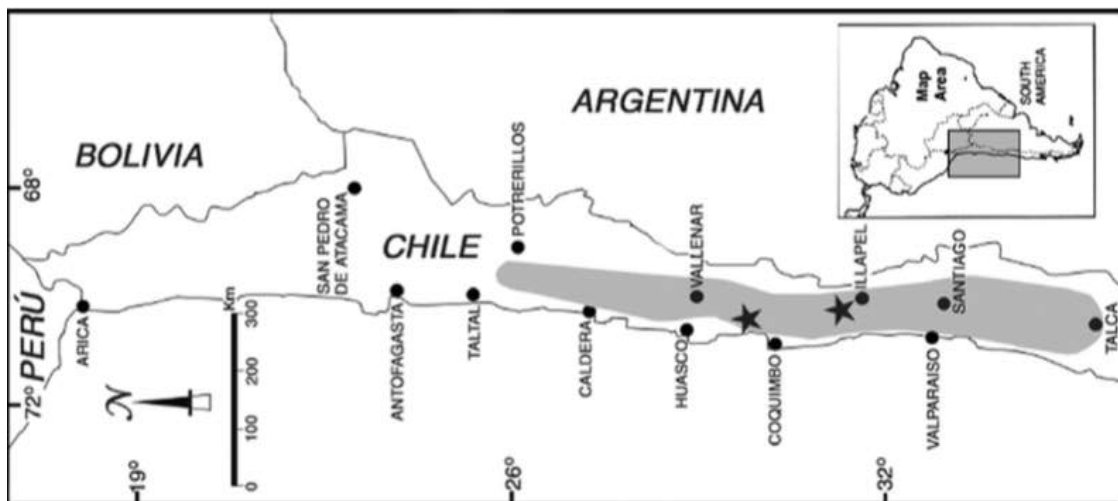 BOLIVIA
ARGENTINA
CHILE
PERÚ
68°
72°
19°
26°
32°
N
Km
300
200
100
0
ARICA
SAN PEDRO
DE ATACAMA
ANTOFAGASTA
TALTAL
POTRERILLOS
CALDERA
HUASCO
VALLENAR
COQUIMBO
ILLAPEL
VALPARAISO
SANTIAGO
TALCA
Map
Area
SOUTH
AMERICA